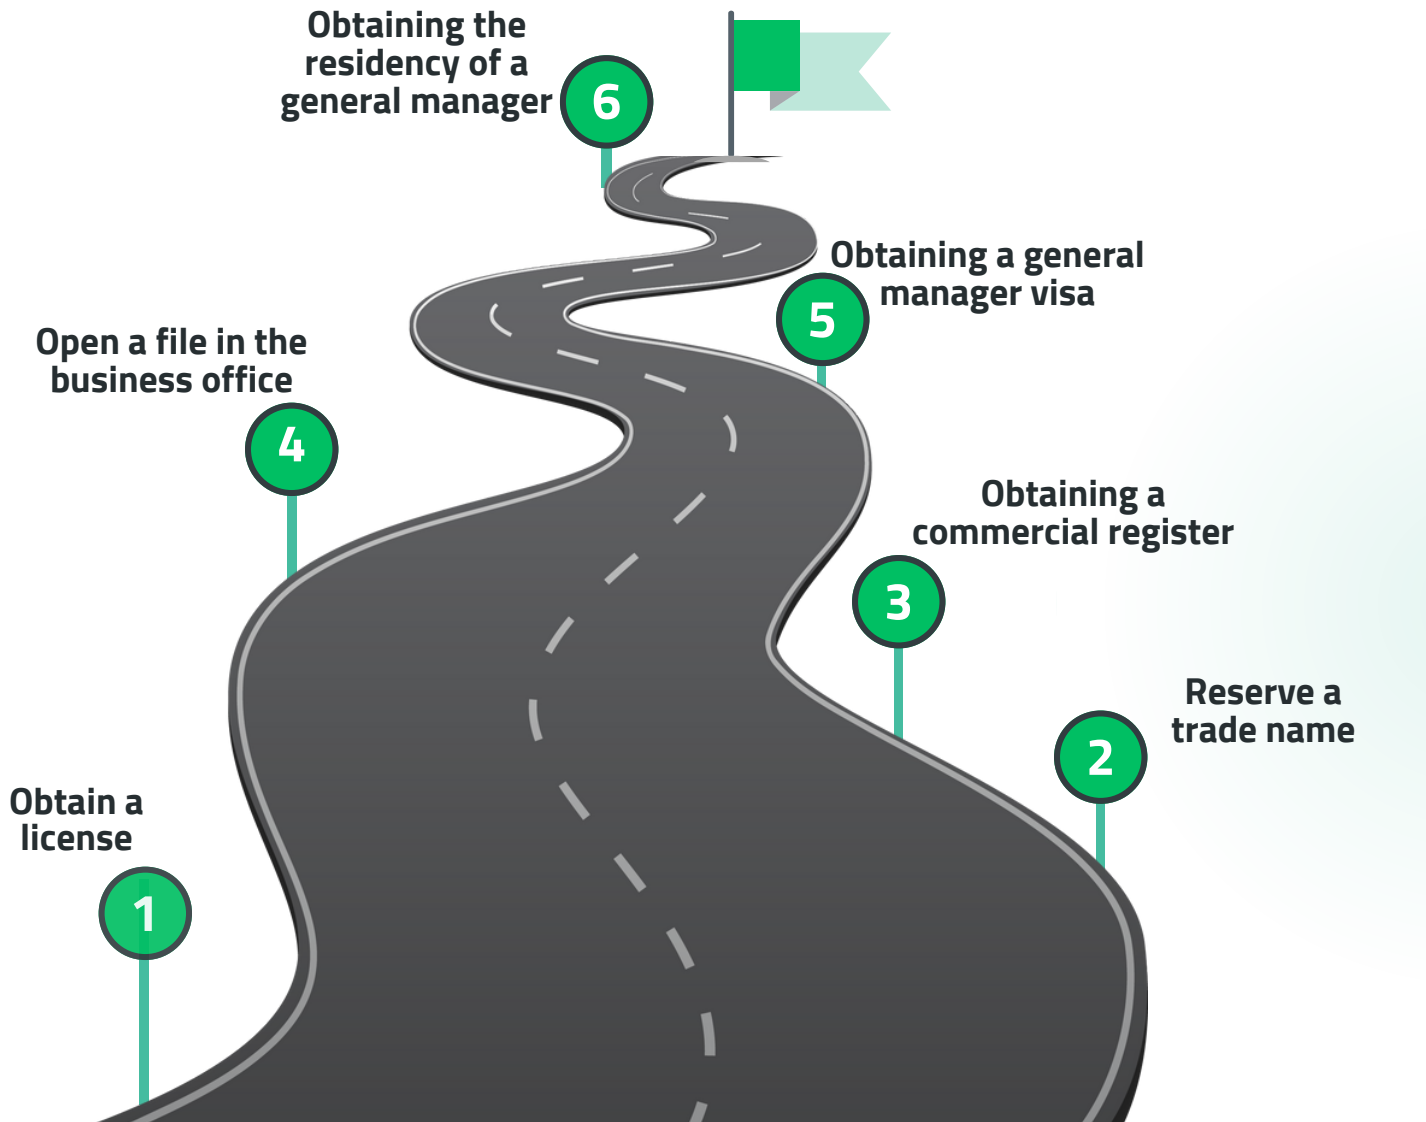 Obtaining the
residency of a
general manager
6
Obtaining a general
manager visa
5
Open a file in the
business office
4
Obtaining a
commercial register
3
Reserve a
trade name
2
Obtain a
license
1